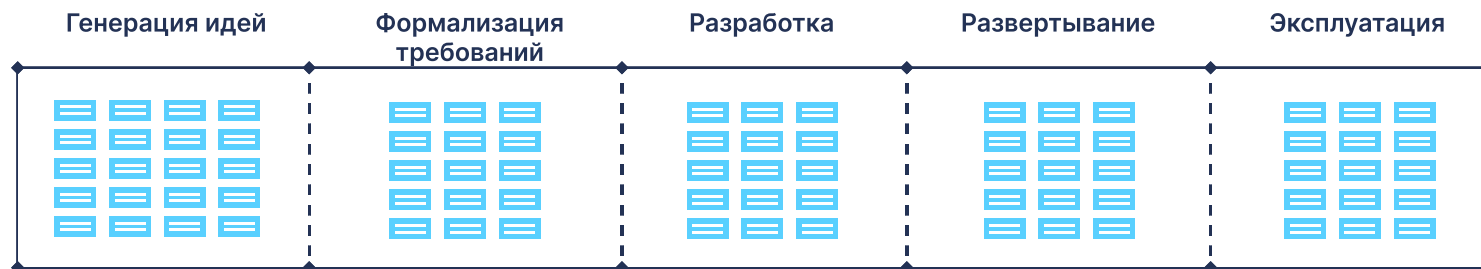 Генерация идей
Формализация
требований
Разработка
Развертывание
Эксплуатация